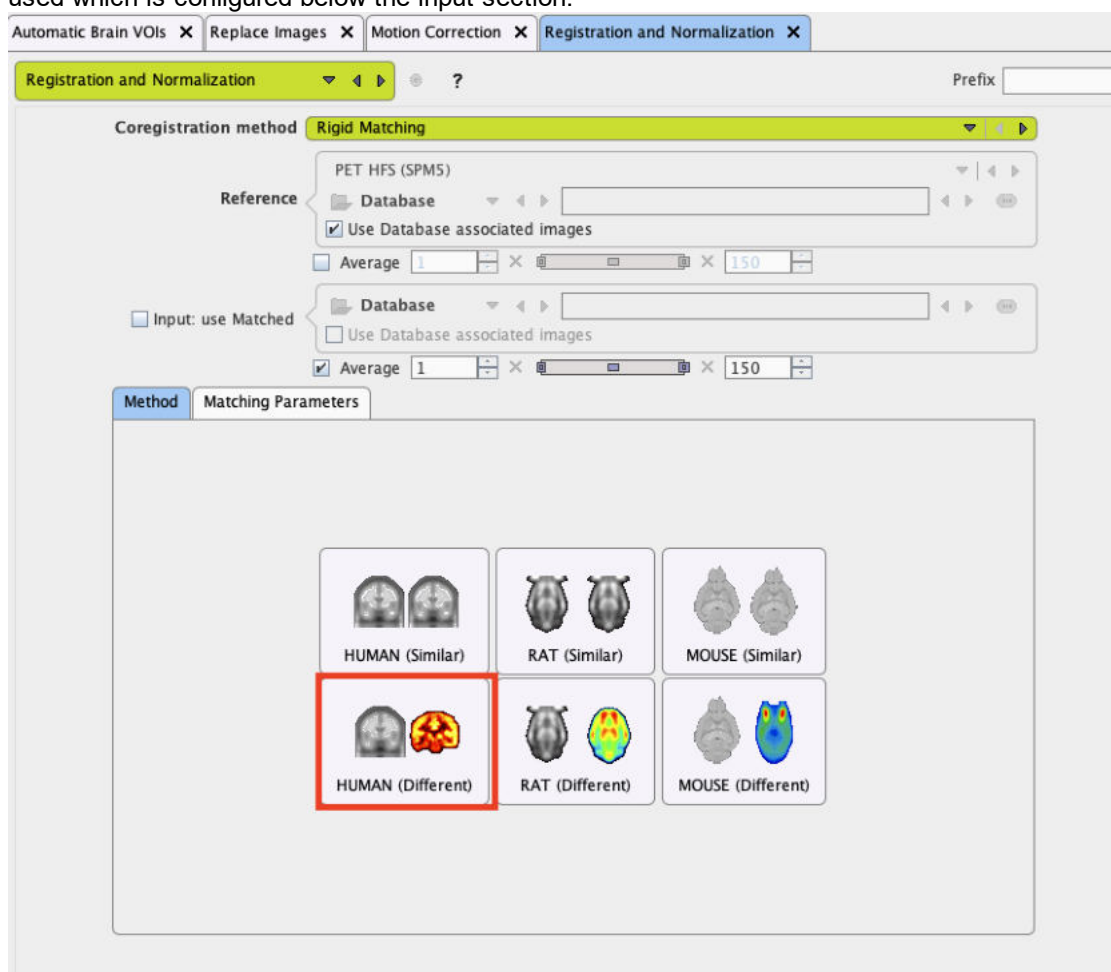 used which is configured below the input section.
Automatic Brain VOIs Replace Images Motion Correction Registration and Normalization
Registration and Normalization ? Prefix
Coregistration method Rigid Matching
PET HFS (SPM5)
Reference Database
Use Database associated images
Average 1 150
Input: use Matched Database
Use Database associated images
Average 1 150
Method Matching Parameters
HUMAN (Similar) RAT (Similar) MOUSE (Similar)
HUMAN (Different) RAT (Different) MOUSE (Different)